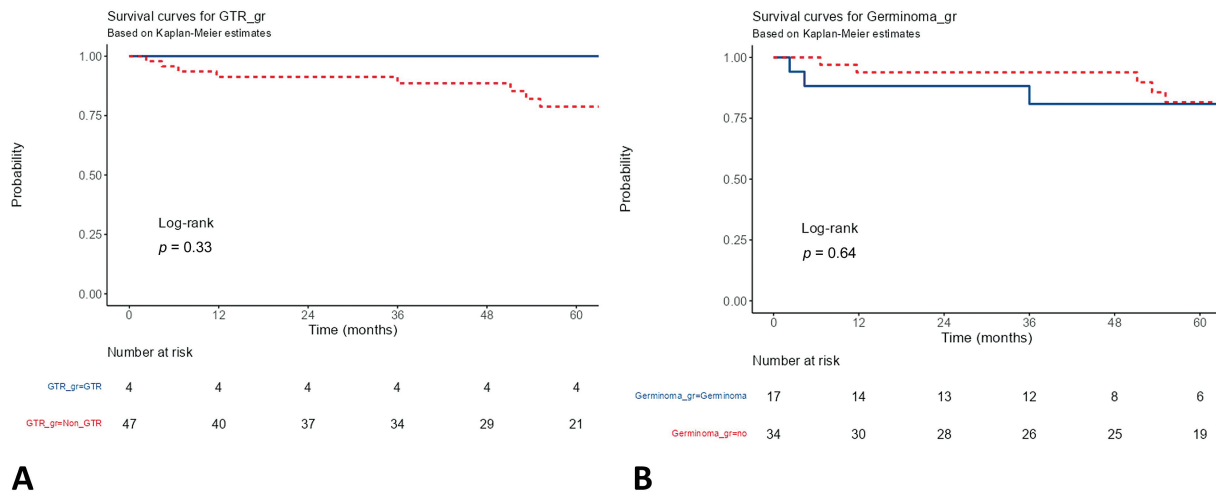 Survival curves for GTR_gr
Based on Kaplan-Meier estimates
1.00
0.75
0.50
0.25
0.00
Probability
Log-rank
p = 0.33
0 12 24 36 48 60
Time (months)
Number at risk
GTR_gr=GTR 4 4 4 4 4 4
GTR_gr=Non_GTR 47 40 37 34 29 21
A
Survival curves for Germinoma_gr
Based on Kaplan-Meier estimates
1.00
0.75
0.50
0.25
0.00
Probability
Log-rank
p = 0.64
0 12 24 36 48 60
Time (months)
Number at risk
Germinoma_gr=Germinoma 17 14 13 12 8 6
Germinoma_gr=no 34 30 28 26 25 19
B